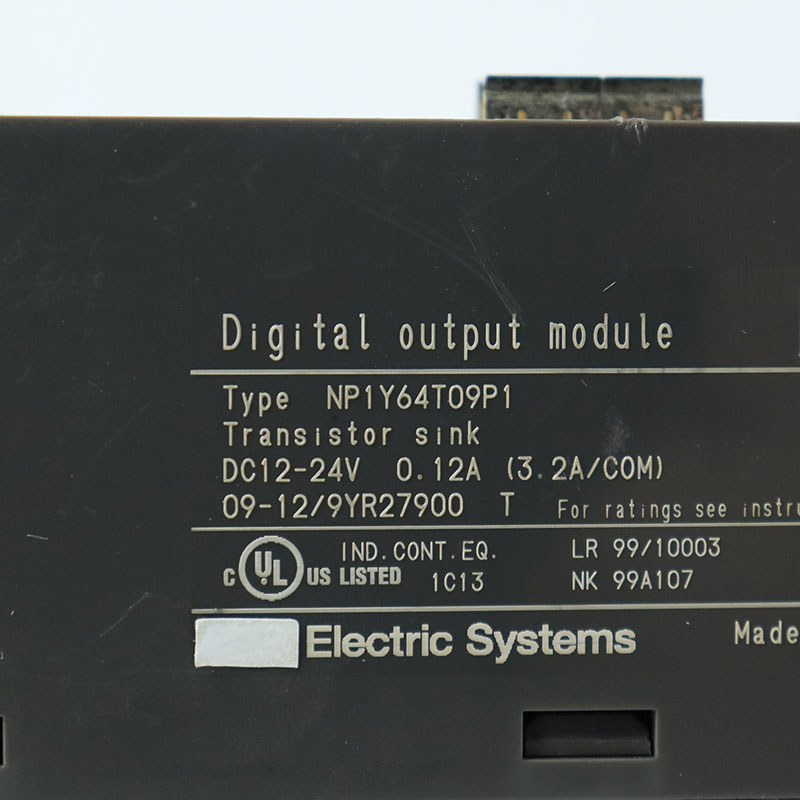 Digital output module
Type NP1Y64T09P1
Transistor sink
DC12-24V 0.12A (3.2A/COM)
09-12/9YR27900 T For ratings see instru
C UL US LISTED IND.CONT.EQ. 1C13 LR 99/10003
NK 99A107
Electric Systems Made